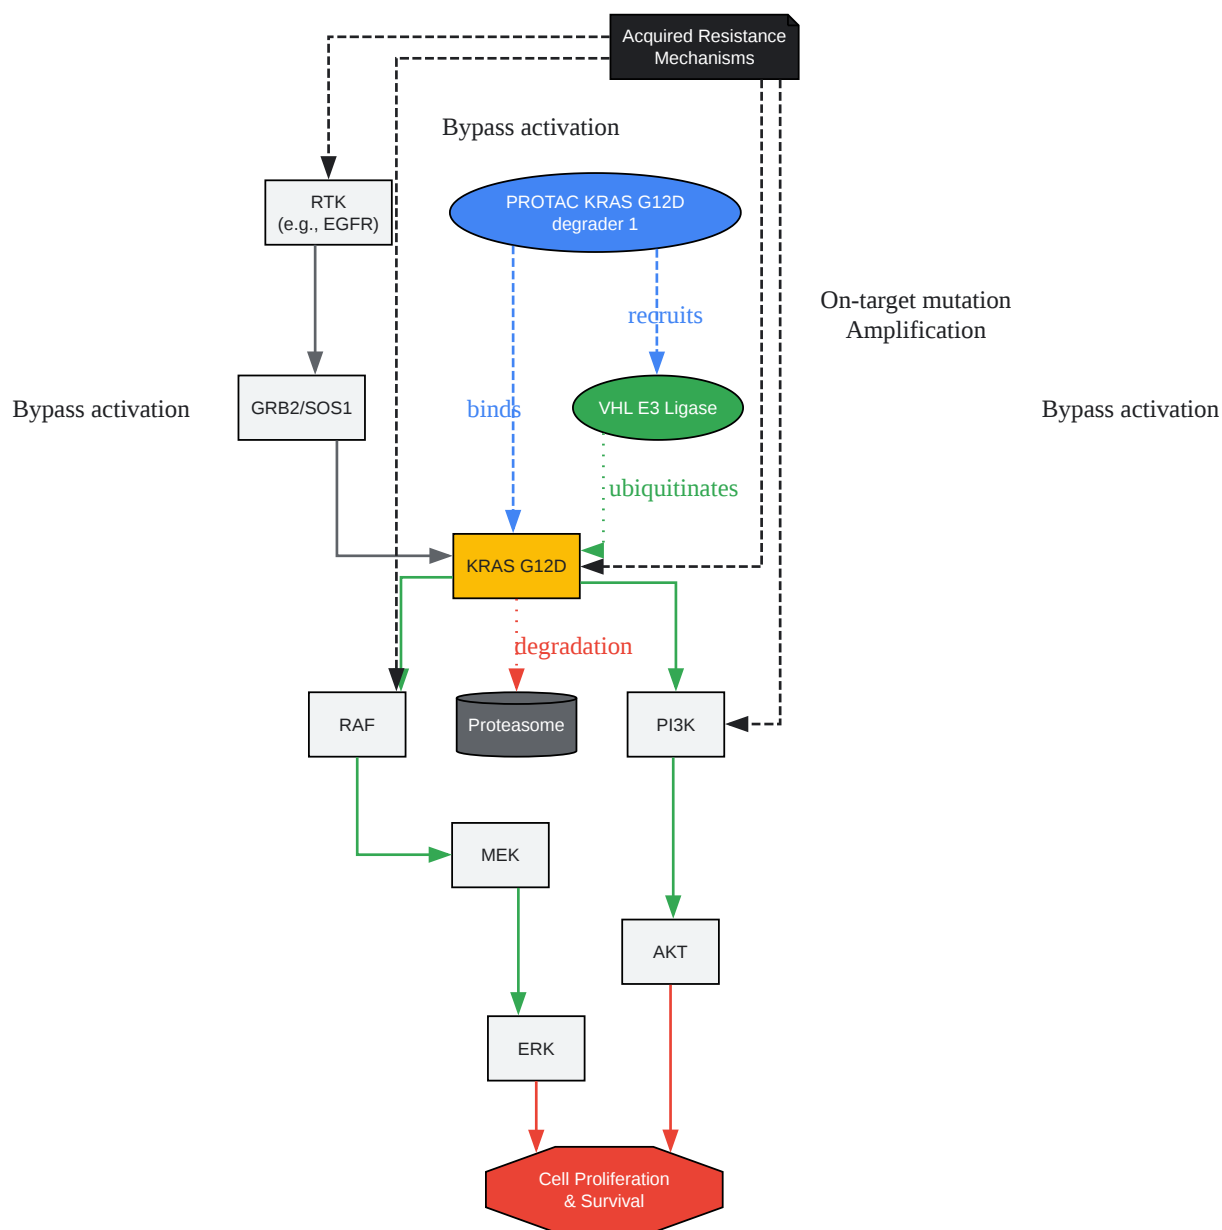 Acquired Resistance
Mechanisms
Bypass activation
RTK
(e.g., EGFR)
PROTAC KRAS G12D
degrader 1
On-target mutation
Amplification
recruits
Bypass activation
GRB2/SOS1
binds
VHL E3 Ligase
Bypass activation
ubiquitinates
KRAS G12D
degradation
RAF
Proteasome
PI3K
MEK
AKT
ERK
Cell Proliferation
& Survival